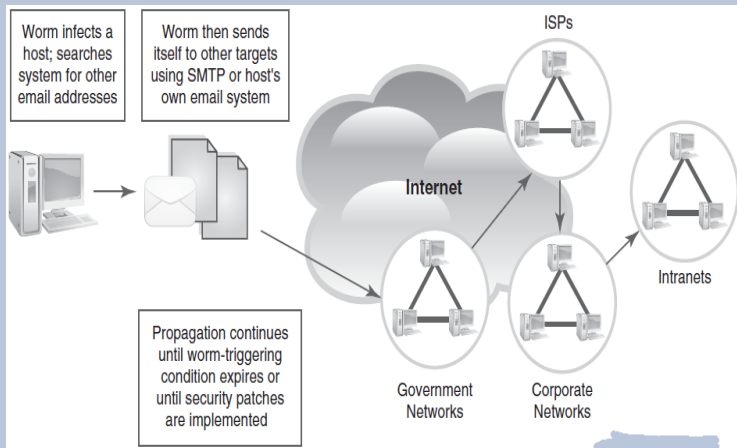 Worm infects a
host; searches
system for other
email addresses
Worm then sends
itself to other targets
using SMTP or host's
own email system
ISPs
Internet
Intranets
Propagation continues
until worm-triggering
condition expires or
until security patches
are implemented
Government
Networks
Corporate
Networks